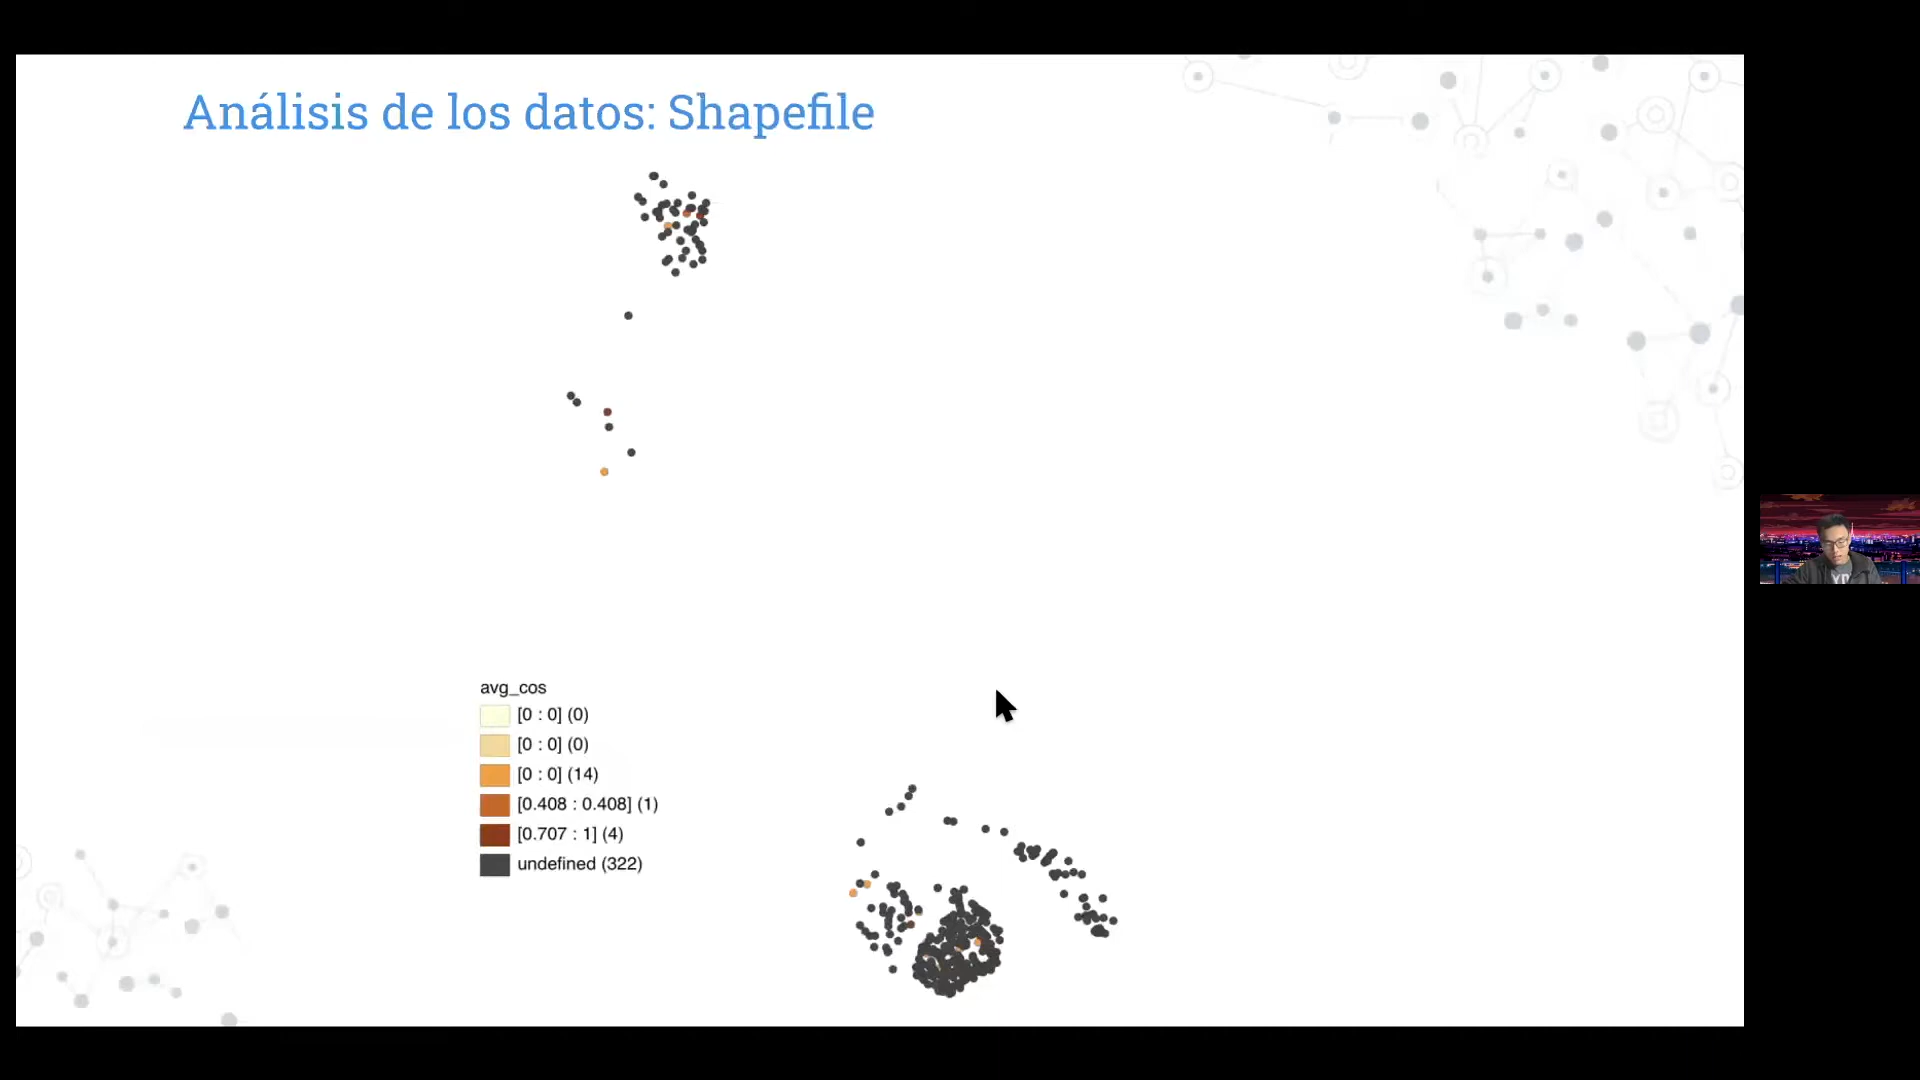 Análisis de los datos: Shapefile
avg_cos
[0 : 0] (0)
[0 : 0] (0)
[0 : 0] (14)
[0.408 : 0.408] (1)
[0.707 : 1] (4)
undefined (322)